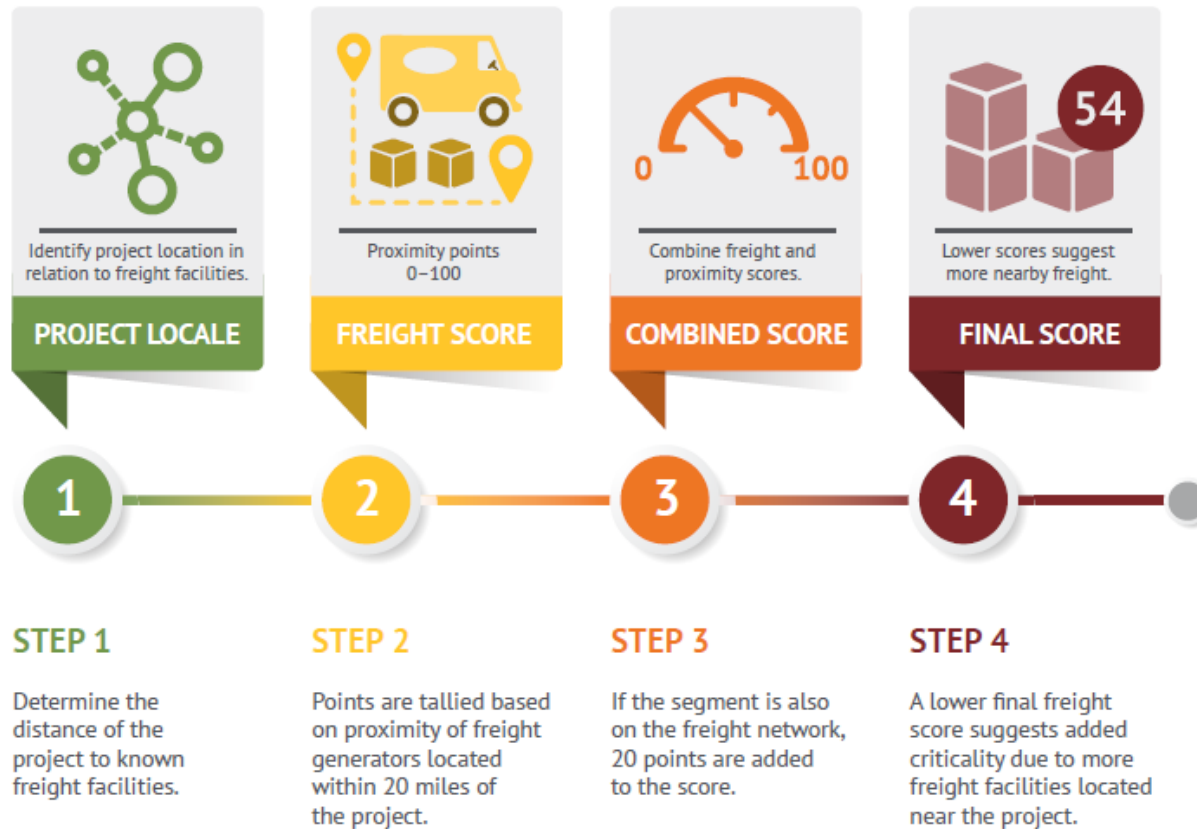 Identify project location in
relation to freight facilities.
PROJECT LOCALE
Proximity points
0–100
FREIGHT SCORE
0
100
Combine freight and
proximity scores.
COMBINED SCORE
54
Lower scores suggest
more nearby freight.
FINAL SCORE
1
2
3
4
STEP 1
Determine the
distance of the
project to known
freight facilities.
STEP 2
Points are tallied based
on proximity of freight
generators located
within 20 miles of
the project.
STEP 3
If the segment is also
on the freight network,
20 points are added
to the score.
STEP 4
A lower final freight
score suggests added
criticality due to more
freight facilities located
near the project.